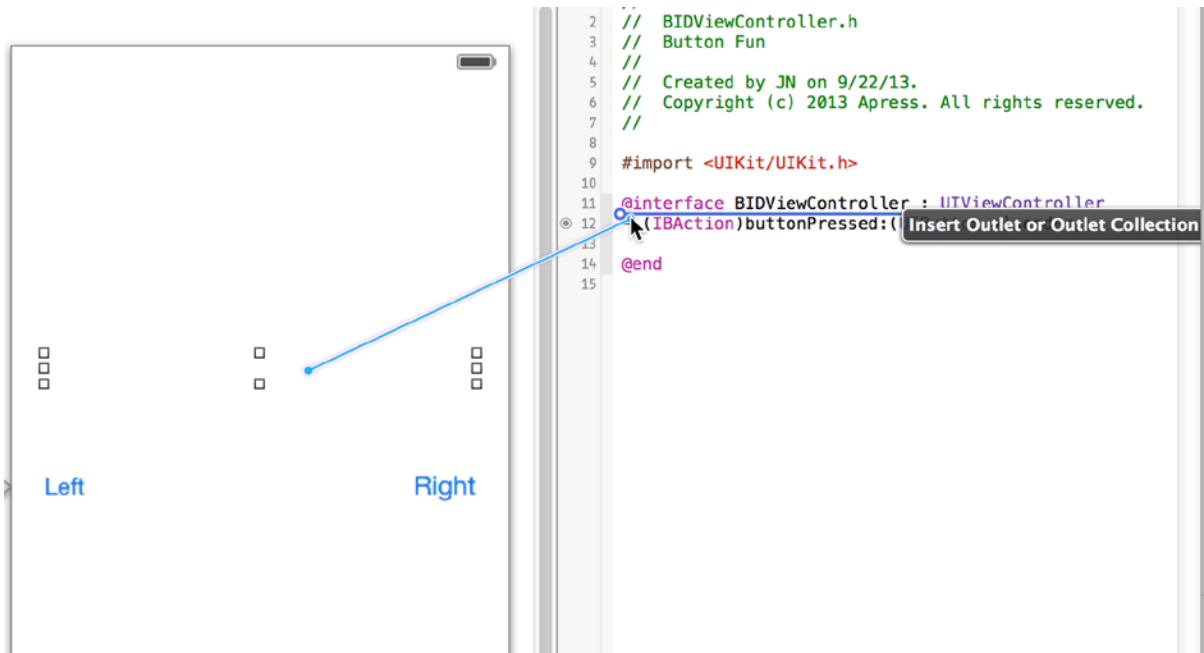 2 // BIDViewController.h
3 // Button Fun
4 //
5 // Created by JN on 9/22/13.
6 // Copyright (c) 2013 Apress. All rights reserved.
7 //
8
9 #import <UIKit/UIKit.h>
10
11 @interface BIDViewController : UIViewController
12 (IBAction)buttonPressed:(
Insert Outlet or Outlet Collection
13
14 @end
15
Left
Right